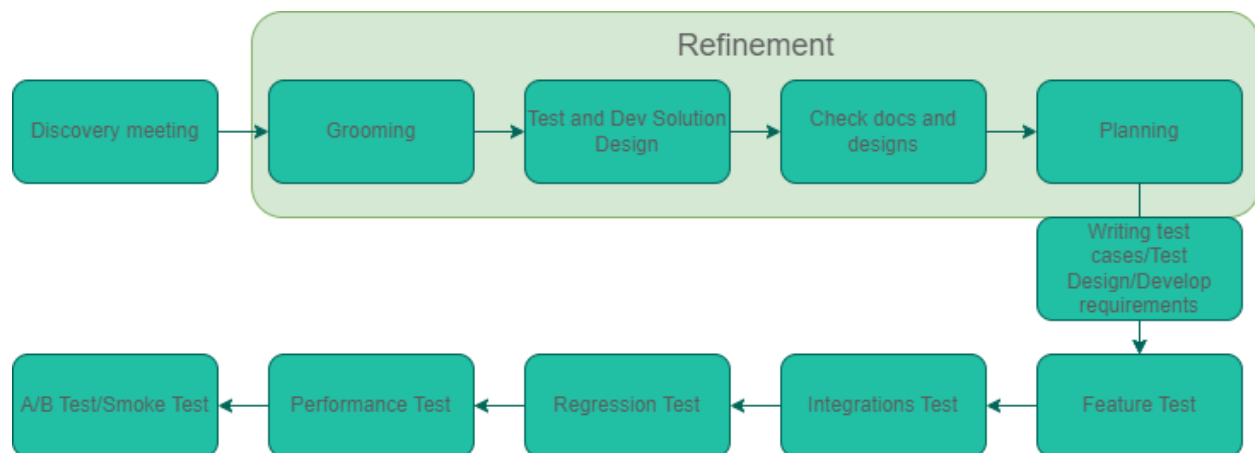 Refinement
Discovery meeting
Grooming
Test and Dev Solution
Design
Check docs and
designs
Planning
Writing test
cases/Test
Design/Develop
requirements
A/B Test/Smoke Test
Performance Test
Regression Test
Integrations Test
Feature Test